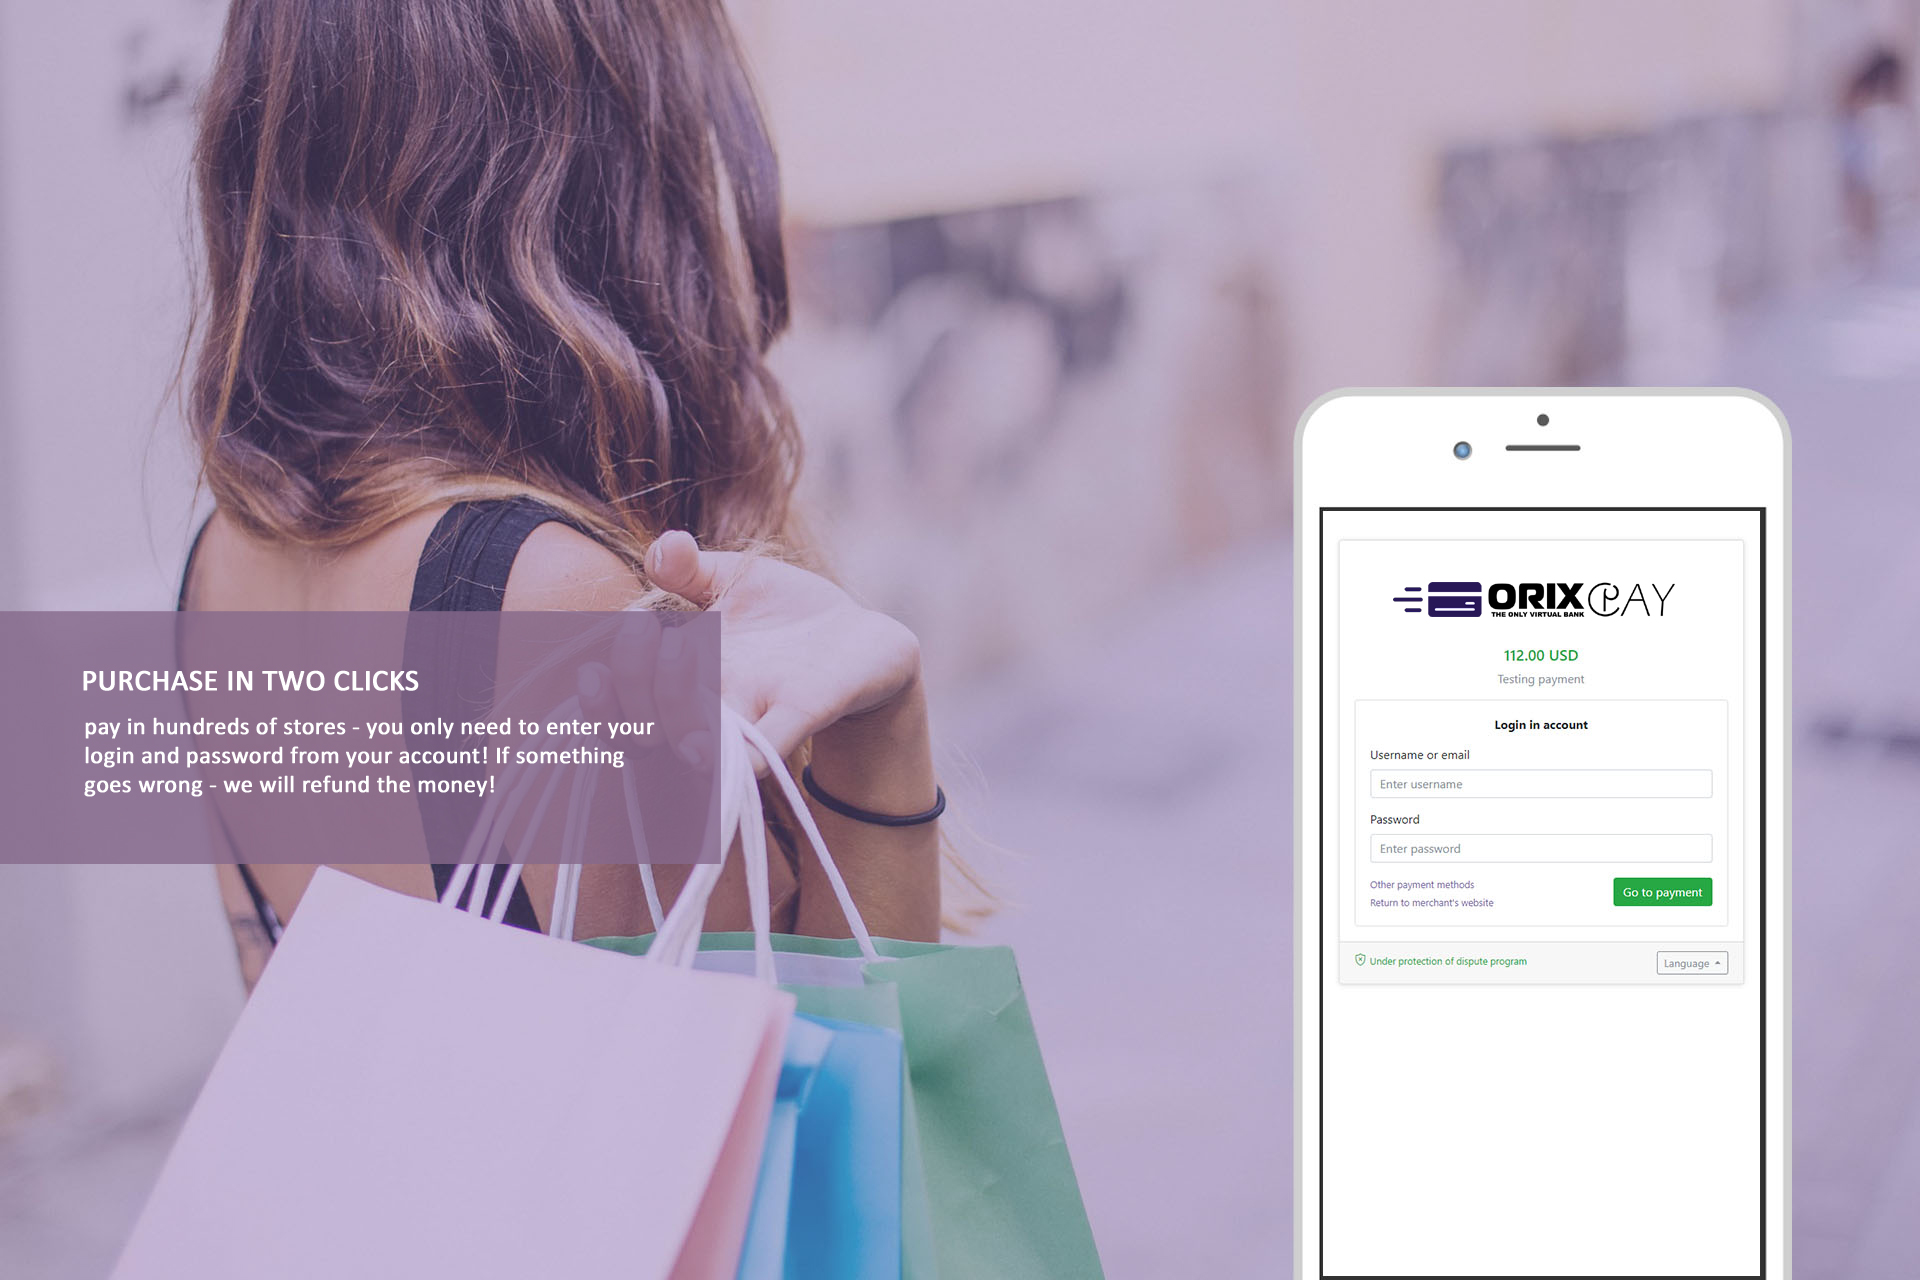 PURCHASE IN TWO CLICKS
pay in hundreds of stores - you only need to enter your
login and password from your account! If something
goes wrong - we will refund the money!
ORIX PAY
THE ONLY VIRTUAL BANK
112.00 USD
Testing payment
Login in account
Username or email
Enter username
Password
Enter password
Other payment methods
Go to payment
Return to merchant's website
Under protection of dispute program
Language